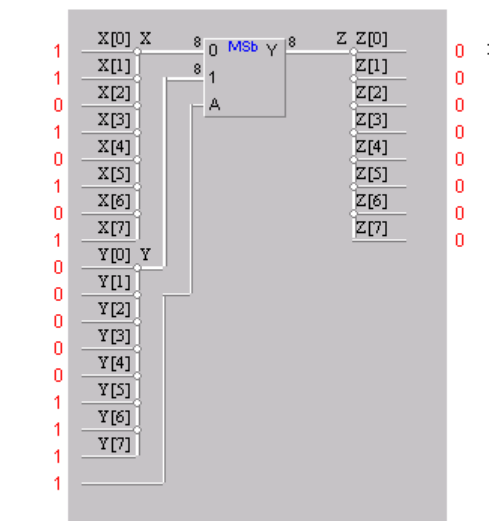 X[0] X 8 0 MSb Y 8 Z Z[0]
1 0
X[1] 8 1 Z[1]
1 0
X[2] A Z[2]
0 0
X[3] Z[3]
1 0
X[4] Z[4]
0 0
X[5] Z[5]
1 0
X[6] Z[6]
0 0
X[7] Z[7]
1 0
Y[0] Y
0
Y[1]
0
Y[2]
0
Y[3]
0
Y[4]
0
Y[5]
1
Y[6]
1
Y[7]
1
1